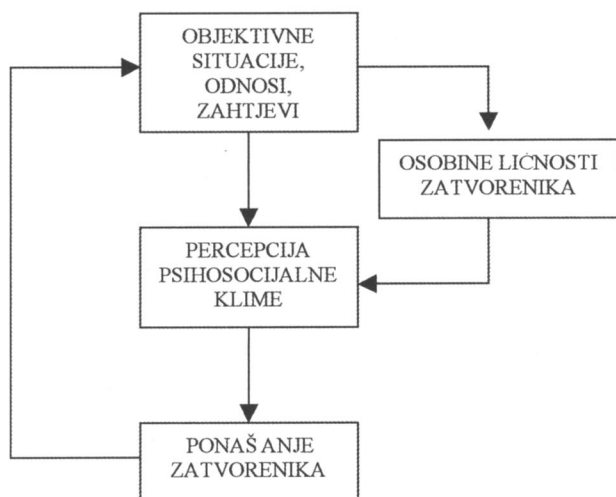 OBJEKTIVNE
SITUACIJE,
ODNOSI,
ZAHTJEVI
OSOBINE LIČNOSTI
ZATVORENIKA
PERCEPCIJA
PSIHOSOCIJALNE
KLIME
PONAŠANJE
ZATVORENIKA